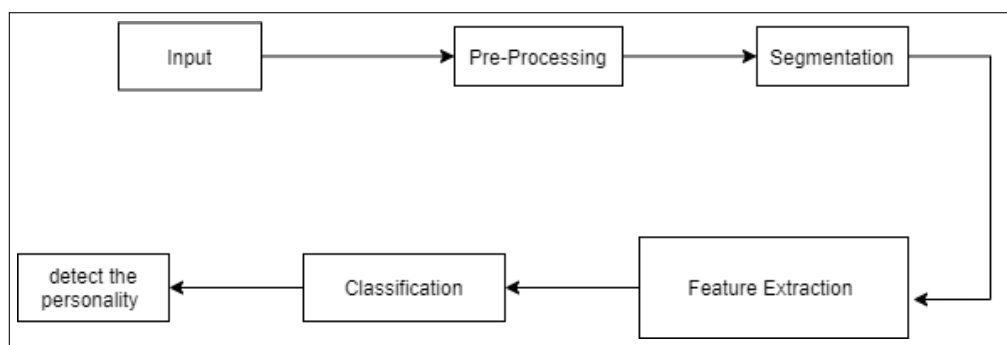 Input
Pre-Processing
Segmentation
Feature Extraction
Classification
detect the
personality